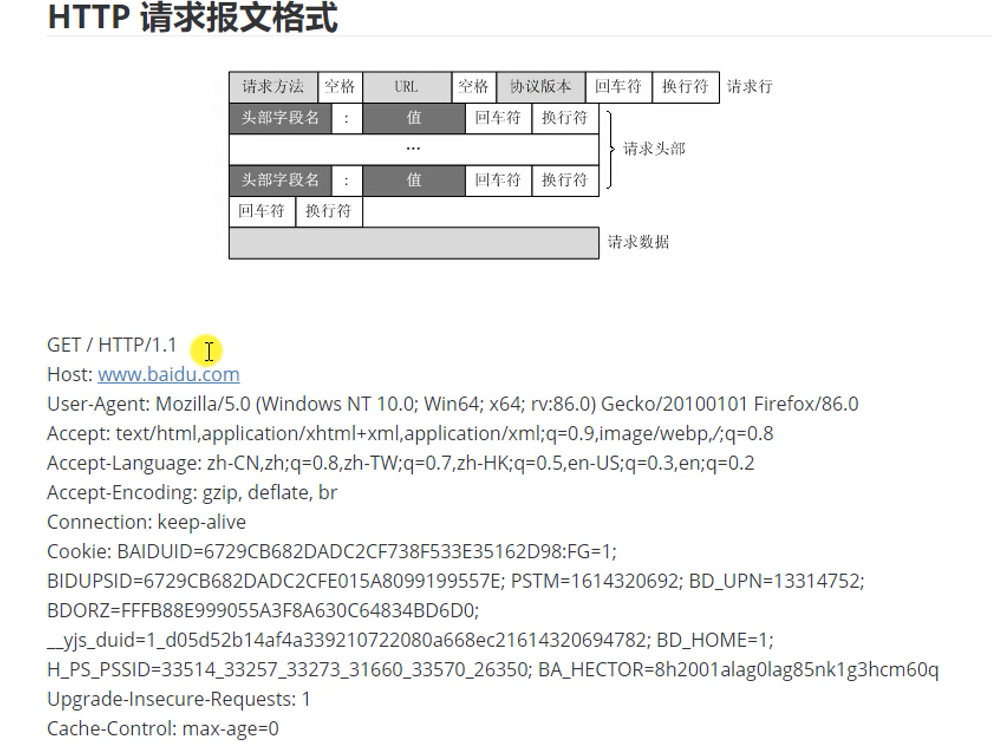 HTTP 请求报文格式
请求方法 空格 URL 空格 协议版本 回车符 换行符 请求行
头部字段名 : 值 回车符 换行符
... 请求头部
头部字段名 : 值 回车符 换行符
回车符 换行符
请求数据
GET / HTTP/1.1
Host: www.baidu.com
User-Agent: Mozilla/5.0 (Windows NT 10.0; Win64; x64; rv:86.0) Gecko/20100101 Firefox/86.0
Accept: text/html,application/xhtml+xml,application/xml;q=0.9,image/webp,/;q=0.8
Accept-Language: zh-CN,zh;q=0.8,zh-TW;q=0.7,zh-HK;q=0.5,en-US;q=0.3,en;q=0.2
Accept-Encoding: gzip, deflate, br
Connection: keep-alive
Cookie: BAIDUID=6729CB682DADC2CF738F533E35162D98:FG=1;
BIDUPSID=6729CB682DADC2CFE015A8099199557E; PSTM=1614320692; BD_UPN=13314752;
BDORZ=FFFB88E999055A3F8A630C64834BD6D0;
__yjs_duid=1_d05d52b14af4a339210722080a668ec21614320694782; BD_HOME=1;
H_PS_PSSID=33514_33257_33273_31660_33570_26350; BA_HECTOR=8h2001alag0lag85nk1g3hcm60q
Upgrade-Insecure-Requests: 1
Cache-Control: max-age=0